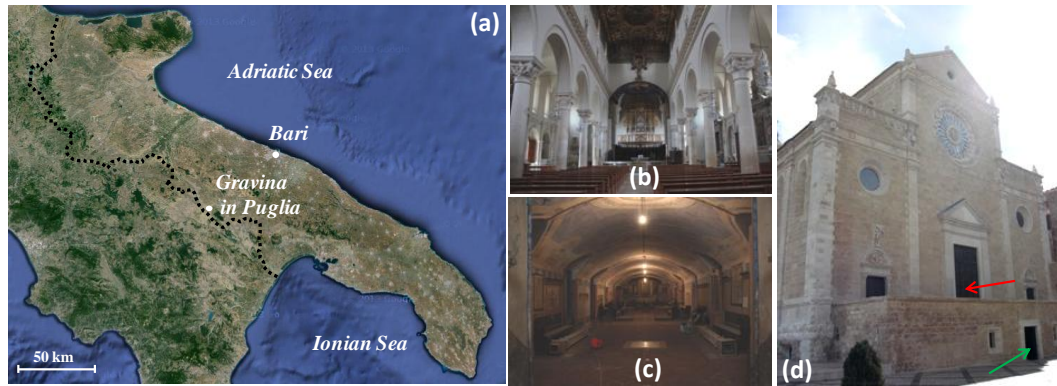 (a)
Adriatic Sea
Bari
Gravina
in Puglia
Ionian Sea
50 km
(b)
(c)
(d)